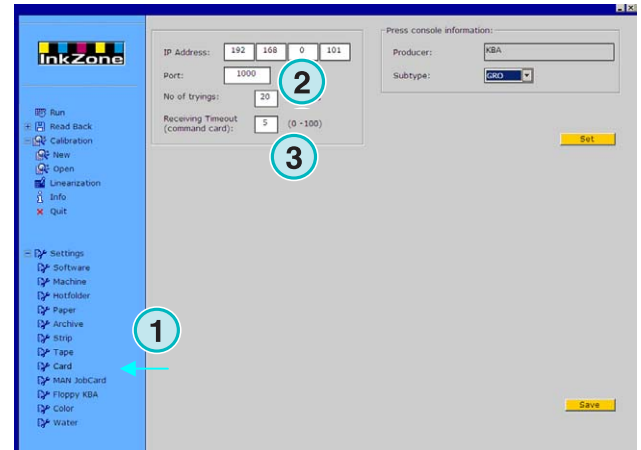 InkZone
Run
Read Back
Calibration
New
Open
Linearization
Info
Quit
Settings
Software
Machine
Hotfolder
Paper
Archive
Strip
Tape
Card
MAN JobCard
Floppy KBA
Color
Water
1
IP Address: 192 168 0 101
Port: 1000
2
No of tryings: 20
Receiving Timeout
(command card): 5 (0 -100)
3
Press console information:
Producer: KBA
Subtype: GRO
Set
Save